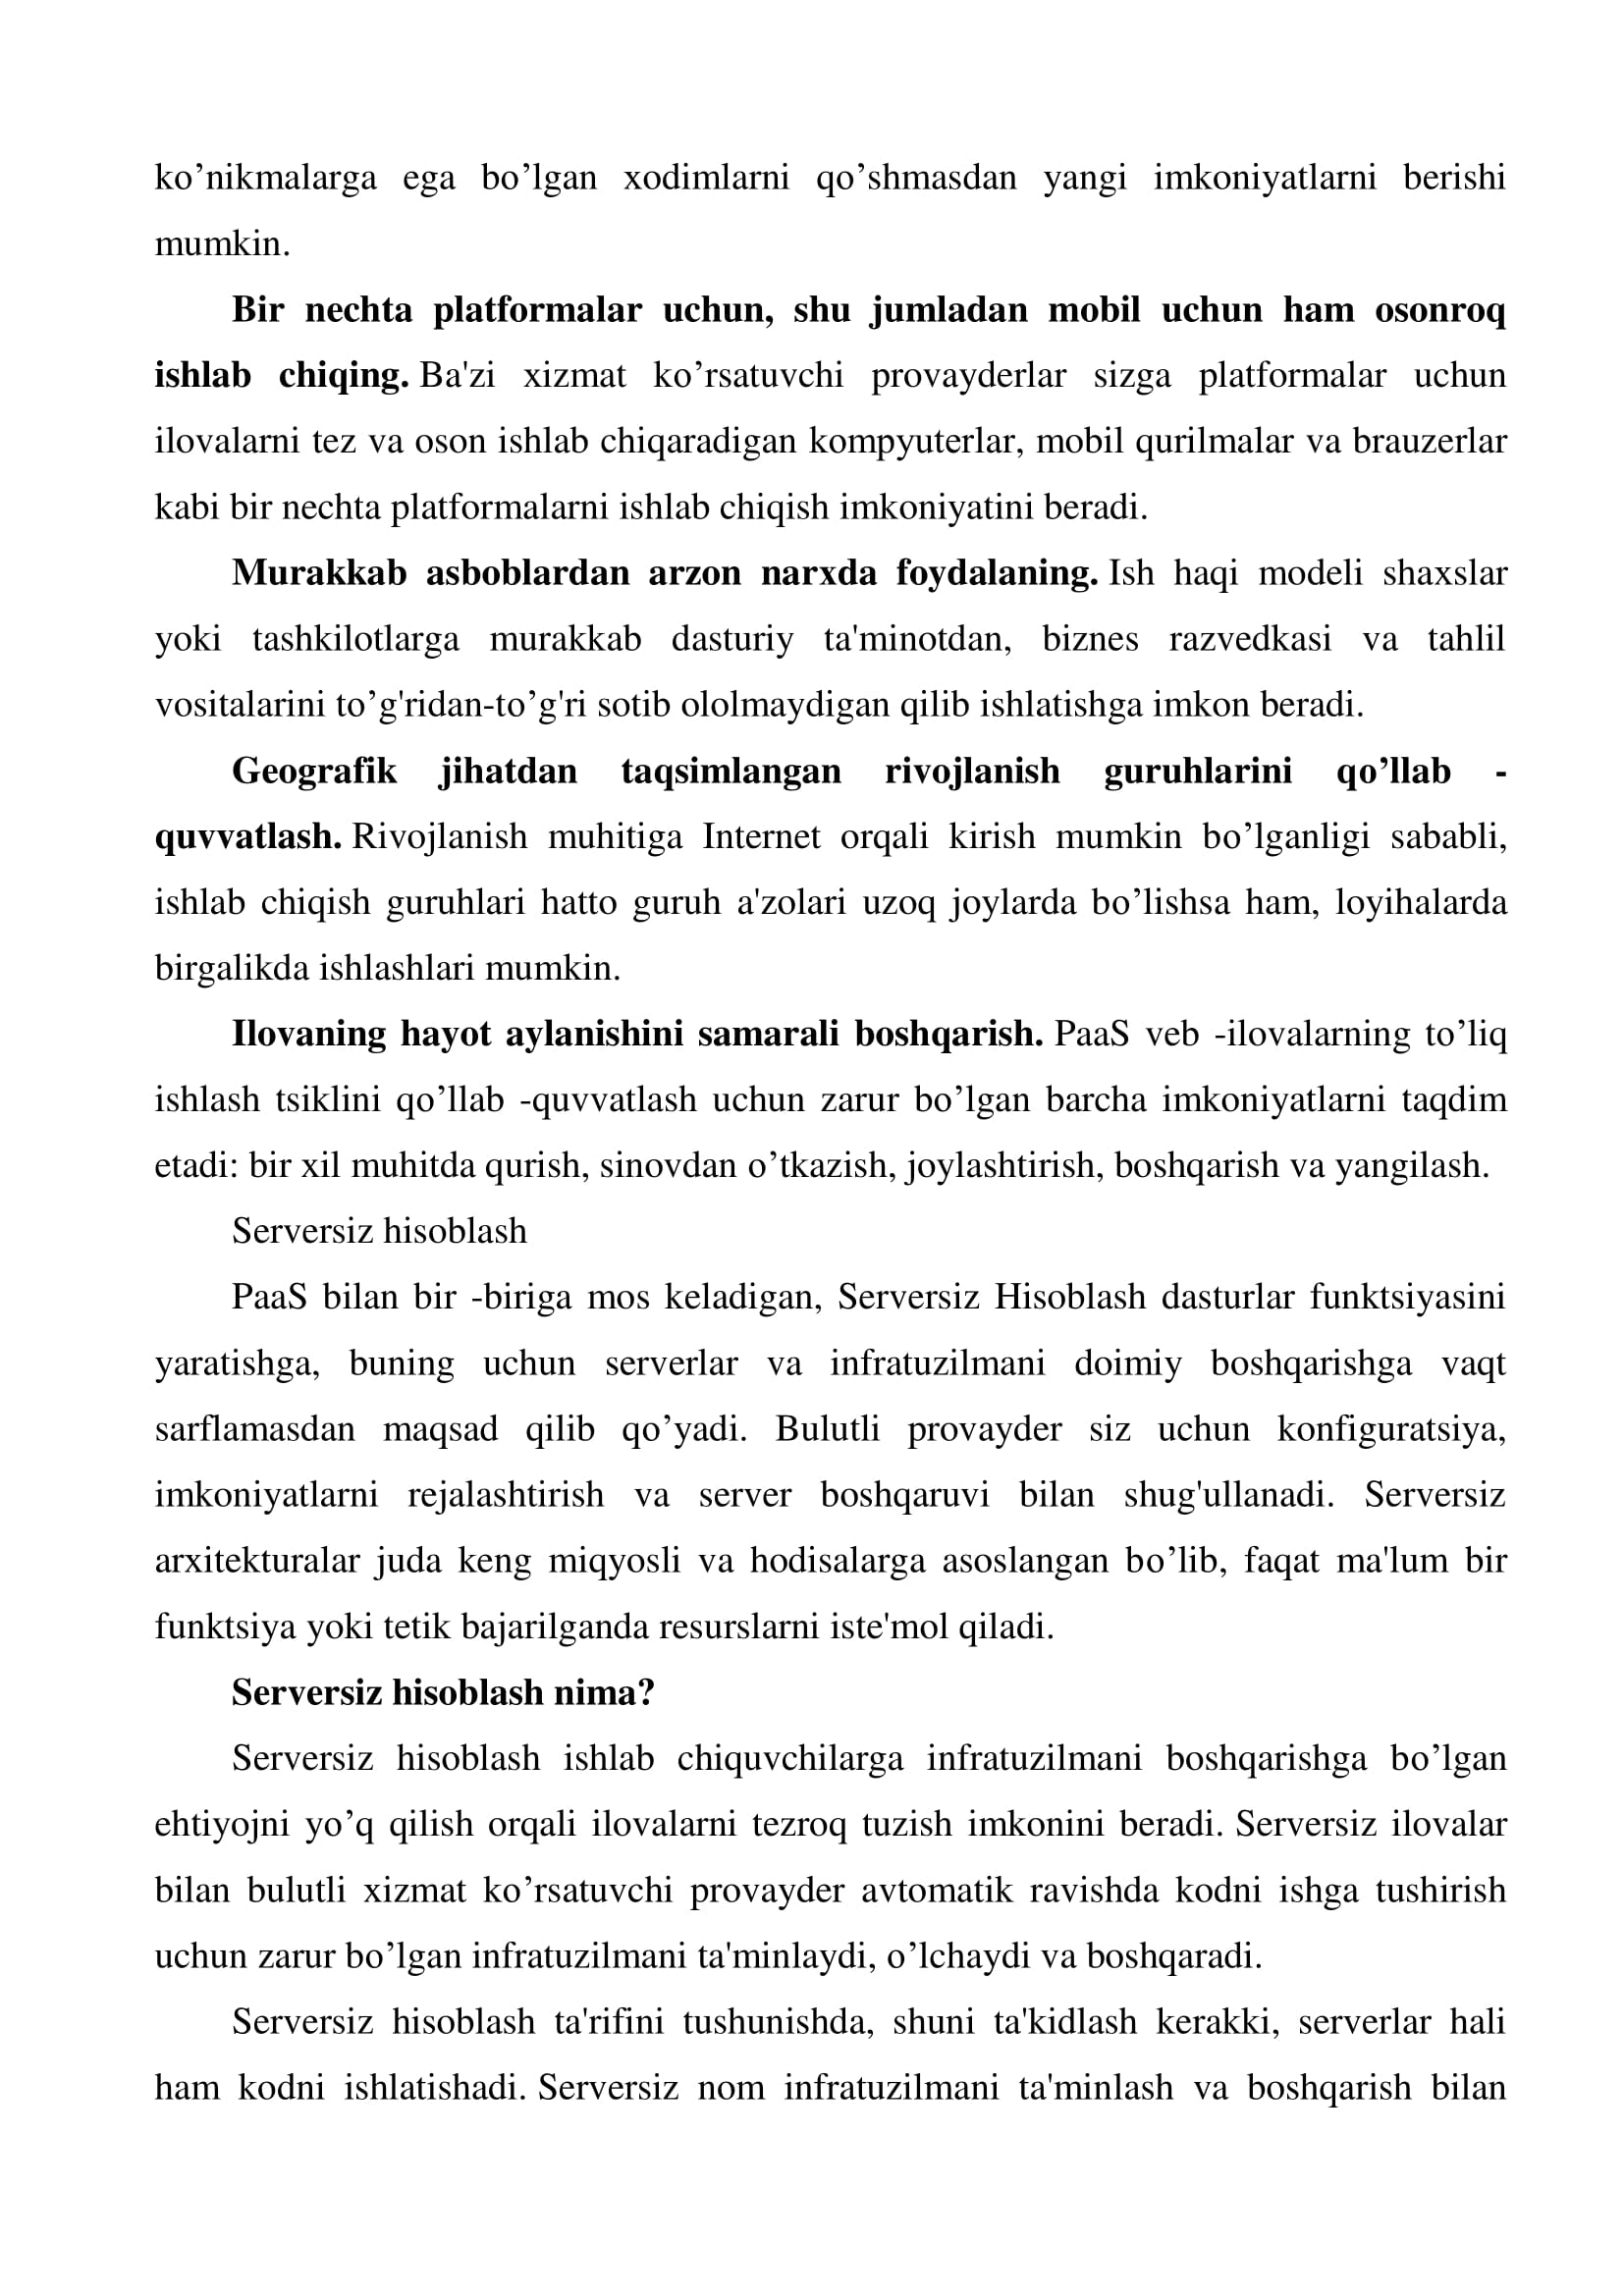 ko’nikmalarga ega bo’lgan xodimlarni qo’shmasdan yangi imkoniyatlarni berishi
mumkin.
Bir nechta platformalar uchun, shu jumladan mobil uchun ham osonroq
ishlab chiqing. Ba'zi xizmat ko’rsatuvchi provayderlar sizga platformalar uchun
ilovalarni tez va oson ishlab chiqaradigan kompyuterlar, mobil qurilmalar va brauzerlar
kabi bir nechta platformalarni ishlab chiqish imkoniyatini beradi.
Murakkab asboblardan arzon narxda foydalaning. Ish haqi modeli shaxslar
yoki tashkilotlarga murakkab dasturiy ta'minotdan, biznes razvedkasi va tahlil
vositalarini to’g'ridan-to’g'ri sotib ololmaydigan qilib ishlatishga imkon beradi.
Geografik jihatdan taqsimlangan rivojlanish guruhlarini qo’llab -
quvvatlash. Rivojlanish muhitiga Internet orqali kirish mumkin bo’lganligi sababli,
ishlab chiqish guruhlari hatto guruh a'zolari uzoq joylarda bo’lishsa ham, loyihalarda
birgalikda ishlashlari mumkin.
Ilovaning hayot aylanishini samarali boshqarish. PaaS veb -ilovalarning to’liq
ishlash tsiklini qo’llab -quvvatlash uchun zarur bo’lgan barcha imkoniyatlarni taqdim
etadi: bir xil muhitda qurish, sinovdan o’tkazish, joylashtirish, boshqarish va yangilash.
Serversiz hisoblash
PaaS bilan bir -biriga mos keladigan, Serversiz Hisoblash dasturlar funktsiyasini
yaratishga, buning uchun serverlar va infratuzilmani doimiy boshqarishga vaqt
sarflamasdan maqsad qilib qo’yadi. Bulutli provayder siz uchun konfiguratsiya,
imkoniyatlarni rejalashtirish va server boshqaruvi bilan shug'ullanadi. Serversiz
arxitekturalar juda keng miqyosli va hodisalarga asoslangan bo’lib, faqat ma'lum bir
funktsiya yoki tetik bajarilganda resurslarni iste'mol qiladi.
Serversiz hisoblash nima?
Serversiz hisoblash ishlab chiquvchilarga infratuzilmani boshqarishga bo’lgan
ehtiyojni yo’q qilish orqali ilovalarni tezroq tuzish imkonini beradi. Serversiz ilovalar
bilan bulutli xizmat ko’rsatuvchi provayder avtomatik ravishda kodni ishga tushirish
uchun zarur bo’lgan infratuzilmani ta'minlaydi, o’lchaydi va boshqaradi.
Serversiz hisoblash ta'rifini tushunishda, shuni ta'kidlash kerakki, serverlar hali
ham kodni ishlatishadi. Serversiz nom infratuzilmani ta'minlash va boshqarish bilan